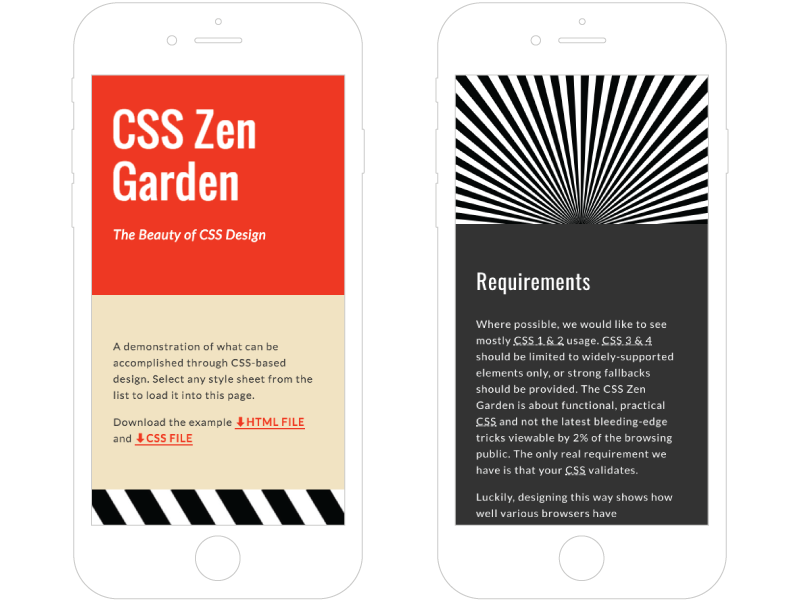 CSS Zen
Garden
The Beauty of CSS Design
A demonstration of what can be
accomplished through CSS-based
design. Select any style sheet from the
list to load it into this page.
Download the example HTML FILE
and CSS FILE
Requirements
Where possible, we would like to see
mostly CSS 1 & 2 usage. CSS 3 & 4
should be limited to widely-supported
elements only, or strong fallbacks
should be provided. The CSS Zen
Garden is about functional, practical
CSS and not the latest bleeding-edge
tricks viewable by 2% of the browsing
public. The only real requirement we
have is that your CSS validates.
Luckily, designing this way shows how
well various browsers have